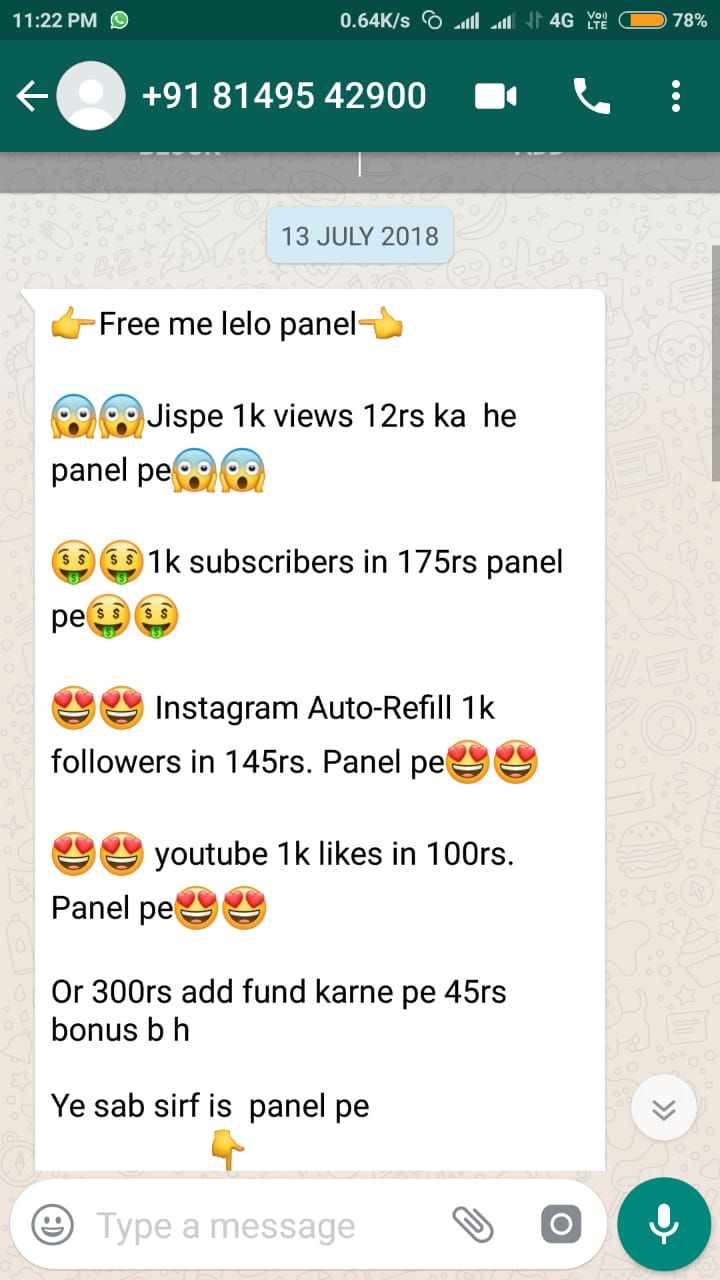 11:22 PM 0.64K/s 4G VoLTE 78%
+91 81495 42900
BLOCK ADD
13 JULY 2018
👉Free me lelo panel👈
😱😱Jispe 1k views 12rs ka he
panel pe😱😱
🤑🤑1k subscribers in 175rs panel
pe🤑🤑
😍😍 Instagram Auto-Refill 1k
followers in 145rs. Panel pe😍😍
😍😍 youtube 1k likes in 100rs.
Panel pe😍😍
Or 300rs add fund karne pe 45rs
bonus b h
Ye sab sirf is panel pe
👇
Type a message